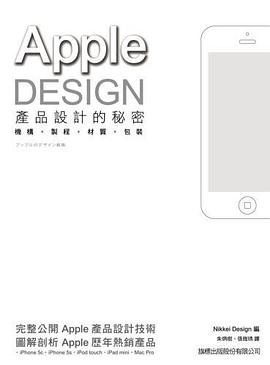 Apple
DESIGN
產品設計的秘密
機構・製程・材質・包裝
アップルのデザイン戦略
Nikkei Design 編
朱炳樹・張雅琇 譯
旗標出版股份有限公司
完整公開 Apple 產品設計技術
圖解剖析 Apple 歷年熱銷產品
・iPhone 5c・iPhone 5s・iPod touch・iPad mini・Mac Pro